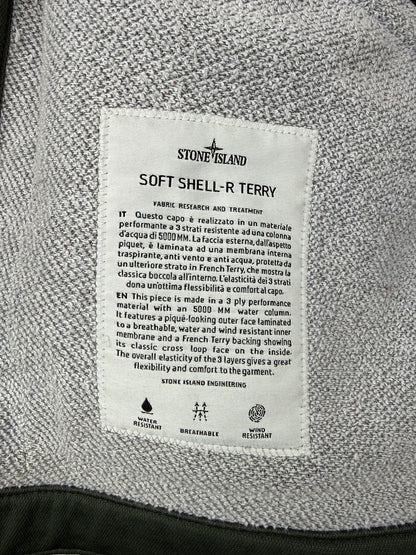 STONE ISLAND
SOFT SHELL-R TERRY
FABRIC RESEARCH AND TREATMENT
IT Questo capo è realizzato in un materiale
performante a 3 strati resistente ad una colonna
d'acqua di 5000 MM. La faccia esterna, dall'aspetto
piquet, è laminata ad una membrana interna
traspirante, anti vento e anti acqua, protetta da
un ulteriore strato in French Terry, che mostra la
classica boccola all'interno. L'elasticità dei 3 strati
dona un'ottima flessibilità e comfort al capo.
EN This piece is made in a 3 ply performance
material with an 5000 MM water column.
It features a piqué-looking outer face laminated
to a breathable, water and wind resistant inner
membrane and a French Terry backing showing
its classic cross loop face on the inside.
The overall elasticity of the 3 layers gives a great
flexibility and comfort to the garment.
STONE ISLAND ENGINEERING
WATER
RESISTANT
BREATHABLE
WIND
RESISTANT